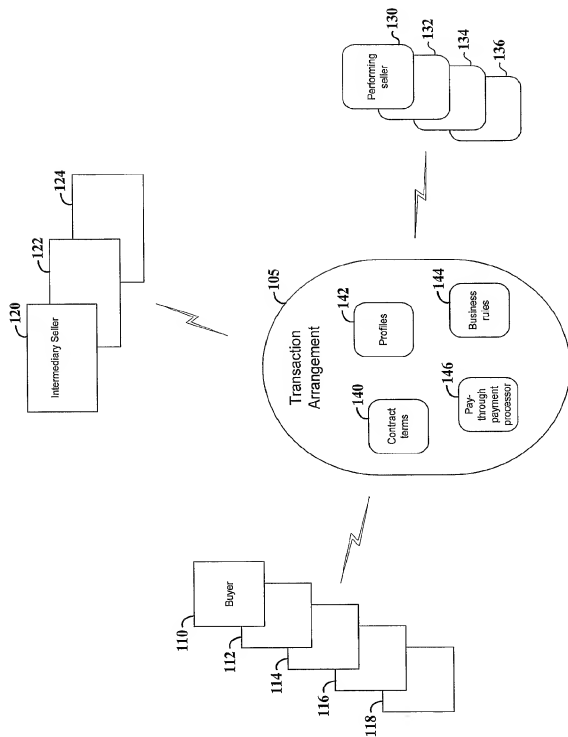 120
Intermediary Seller
122
124
110
Buyer
112
114
116
118
105
Transaction
Arrangement
140
Contract
terms
142
Profiles
146
Pay-
through
payment
processor
144
Business
rules
130
Performing
seller
132
134
136